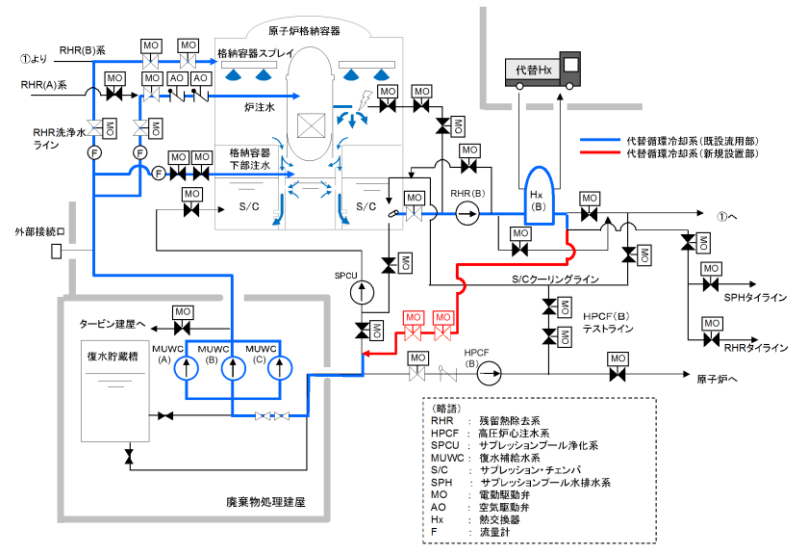 原子炉格納容器
MO
MO
①より
RHR(B)系
格納容器スプレイ
代替Hx
RHR(A)系
MO
MO
AO
AO
炉注水
MO
MO
MO
RHR洗浄水
ライン
MO
MO
代替循環冷却系(既設流用部)
代替循環冷却系(新規設置部)
F
F
格納容器
下部注水
MO
MO
F
MO
S/C
S/C
MO
RHR(B)
Hx
(B)
MO
①へ
外部接続口
MO
MO
MO
MO
SPCU
S/Cクーリングライン
MO
SPHタイライン
MO
MO
MO
MO
HPCF(B)
テストライン
MO
MO
RHRタイライン
タービン建屋へ
MO
復水貯蔵槽
MUWC
(A)
MUWC
(B)
MUWC
(C)
MO
HPCF
(B)
MO
原子炉へ
廃棄物処理建屋
(略語)
RHR : 残留熱除去系
HPCF : 高圧炉心注水系
SPCU : サプレッションプール浄化系
MUWC : 復水補給水系
S/C : サプレッション・チェンバ
SPH : サプレッションプール水排水系
MO : 電動駆動弁
AO : 空気駆動弁
Hx : 熱交換器
F : 流量計